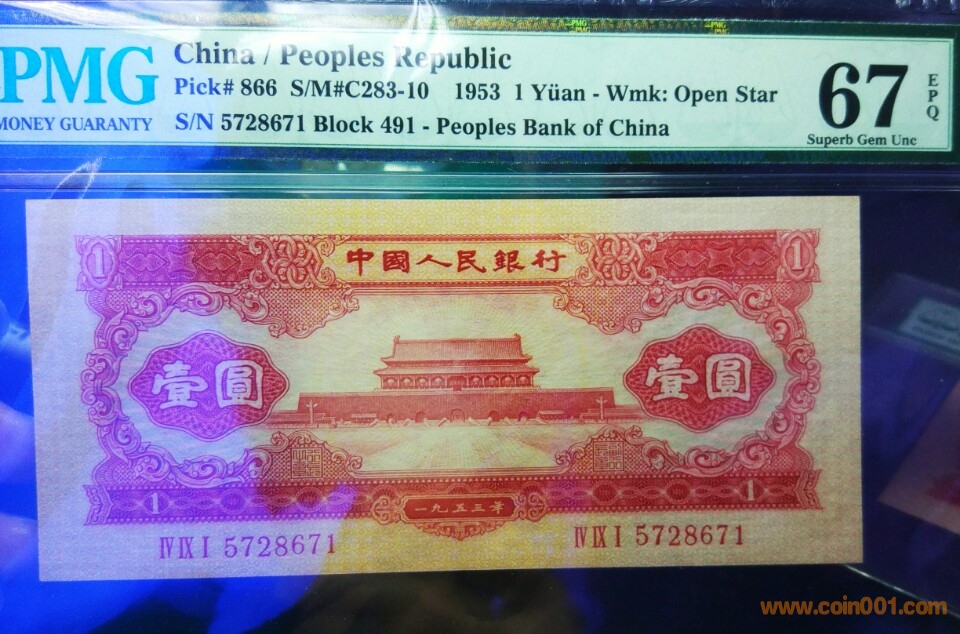 PMG
MONEY GUARANTY
China / Peoples Republic
Pick# 866 S/M#C283-10 1953 1 Yüan - Wmk: Open Star
S/N 5728671 Block 491 - Peoples Bank of China
67
EPQ
Superb Gem Unc
1
中國人民銀行
1
壹圓
壹圓
1
一九五三年
1
IV IX I 5728671
IV IX I 5728671
www.coin001.com